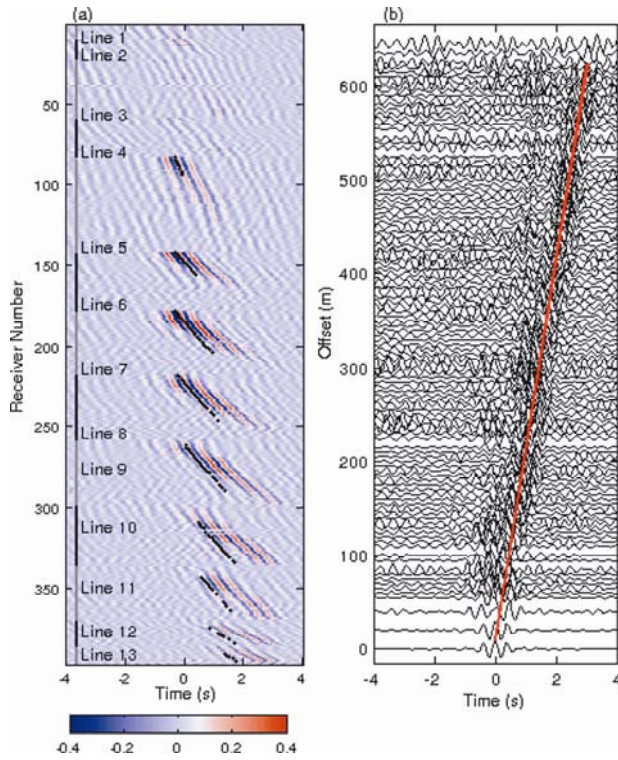 (a)
(b)
Line 1
Line 2
Line 3
Line 4
Line 5
Line 6
Line 7
Line 8
Line 9
Line 10
Line 11
Line 12
Line 13
50
100
150
200
250
300
350
Receiver Number
-4
-2
0
2
4
Time (s)
-0.4
-0.2
0
0.2
0.4
600
500
400
300
200
100
0
Offset (m)
-4
-2
0
2
4
Time (s)